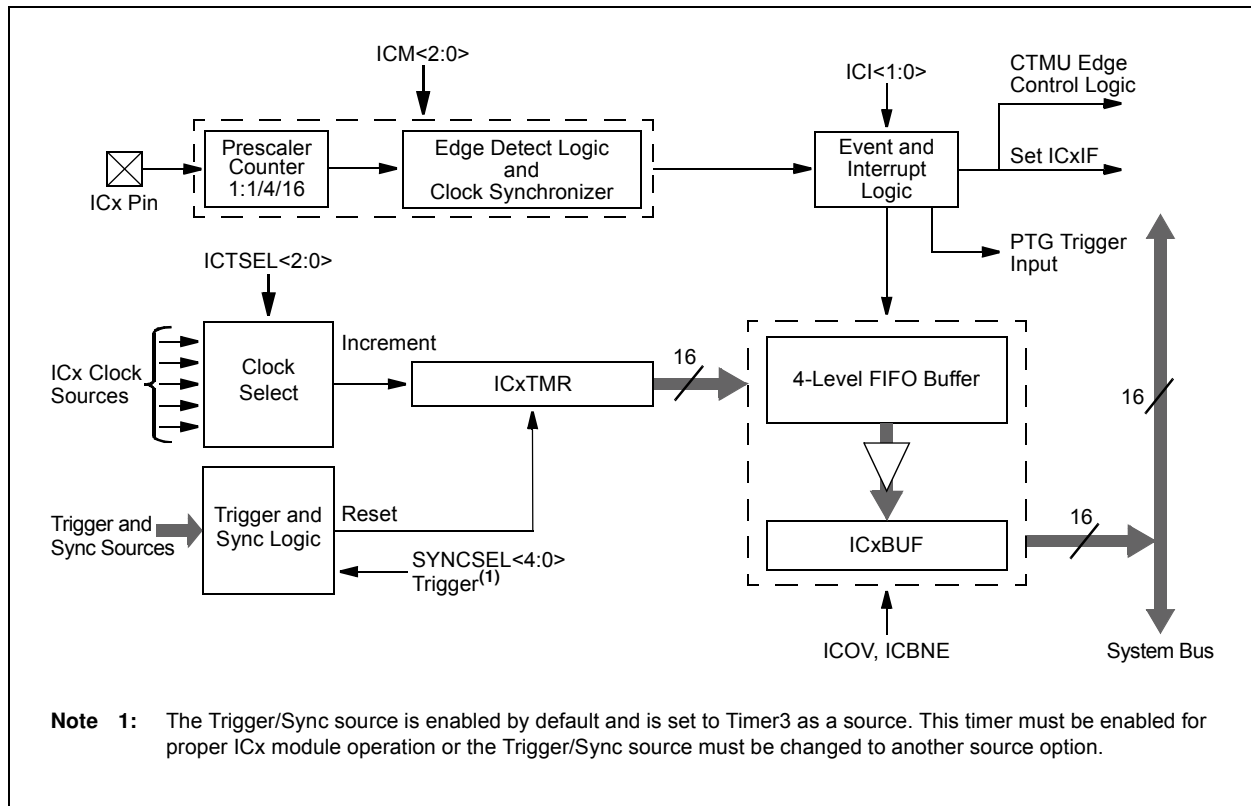 ICM<2:0>
ICI<1:0>
CTMU Edge
Control Logic
Prescaler
Counter
1:1/4/16
Edge Detect Logic
and
Clock Synchronizer
Event and
Interrupt
Logic
Set ICxIF
ICx Pin
PTG Trigger
Input
ICTSEL<2:0>
Increment
ICx Clock
Sources
Clock
Select
ICxTMR
16
4-Level FIFO Buffer
16
Trigger and
Sync Sources
Trigger and
Sync Logic
Reset
SYNCSEL<4:0>
Trigger(1)
ICxBUF
16
ICOV, ICBNE
System Bus
Note 1: The Trigger/Sync source is enabled by default and is set to Timer3 as a source. This timer must be enabled for
proper ICx module operation or the Trigger/Sync source must be changed to another source option.